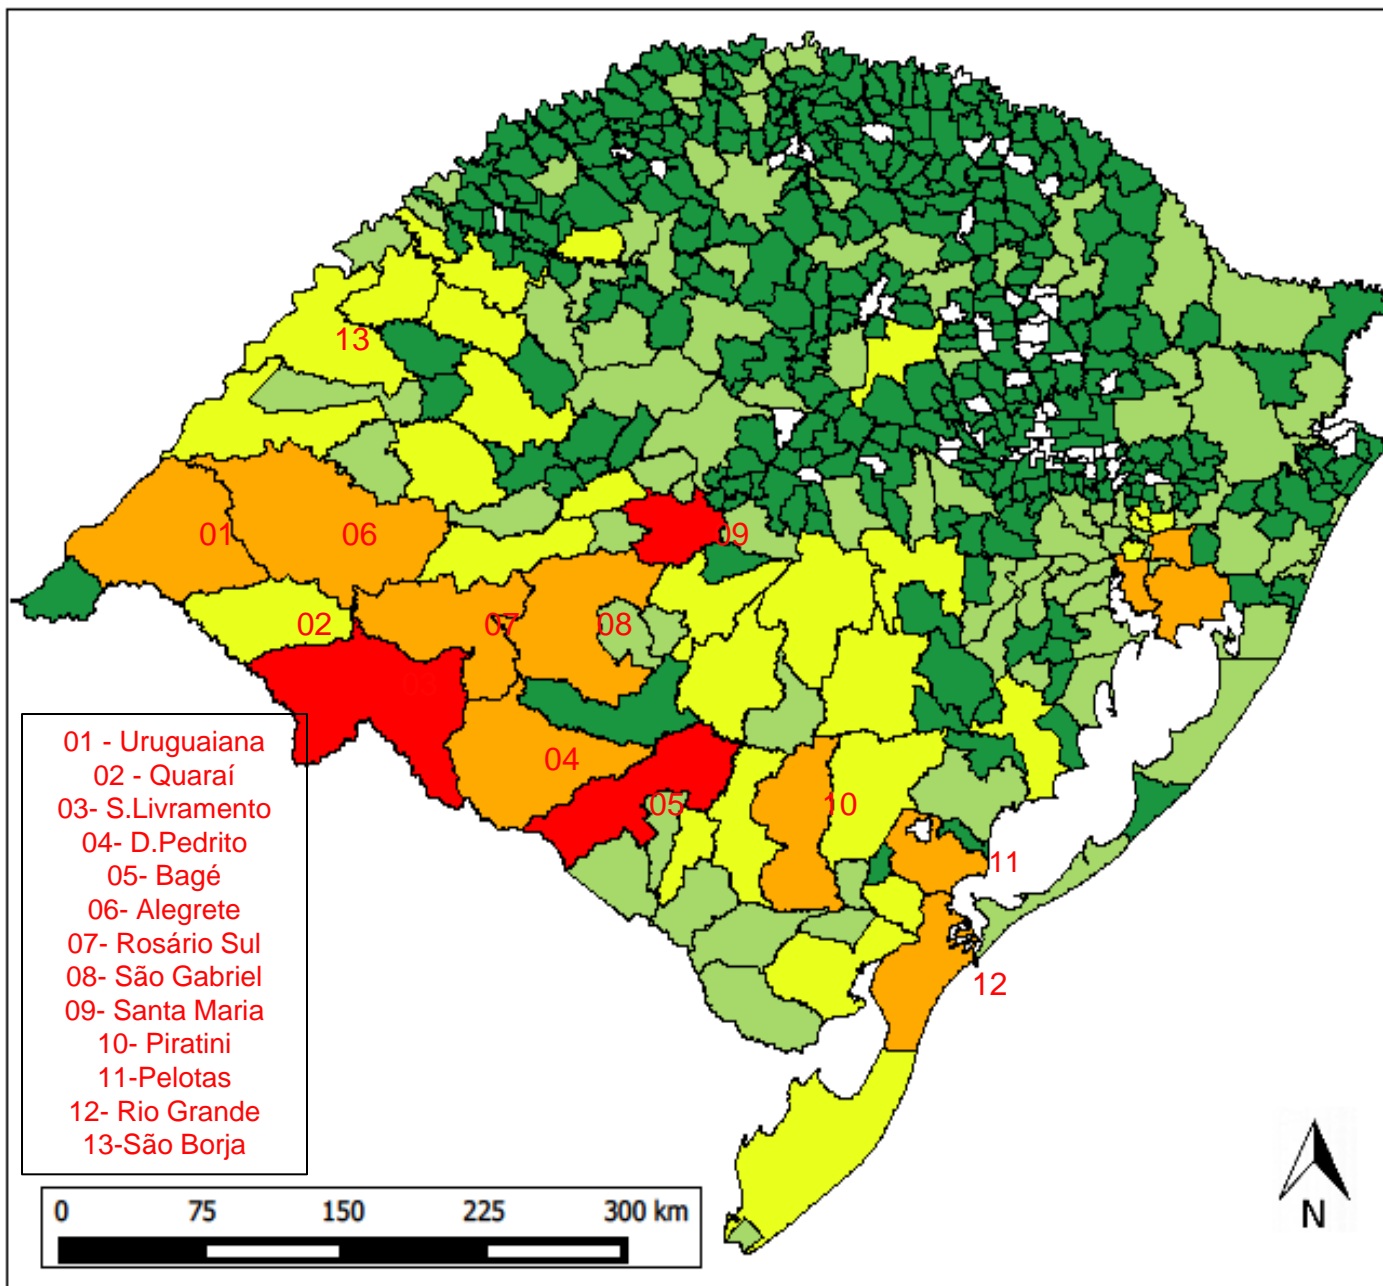 13
01
06
09
02
07
08
03
04
05
10
11
12
01 - Uruguaiana
02 - Quaraí
03- S.Livramento
04- D.Pedrito
05- Bagé
06- Alegrete
07- Rosário Sul
08- São Gabriel
09- Santa Maria
10- Piratini
11-Pelotas
12- Rio Grande
13-São Borja
0 75 150 225 300 km
N